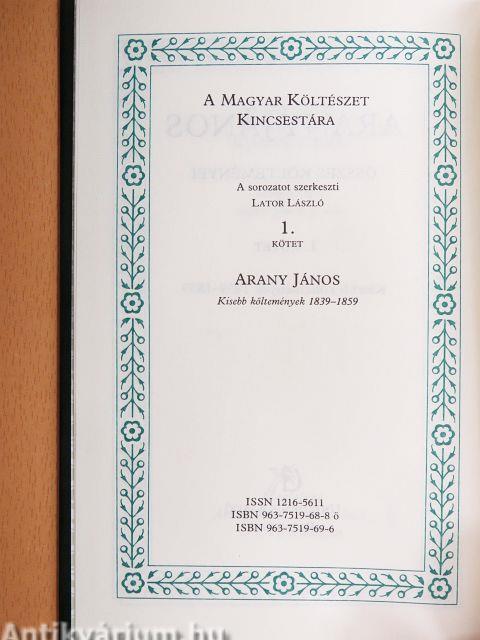 A MAGYAR KÖLTÉSZET
KINCSESTÁRA
A sorozatot szerkeszti
LATOR LÁSZLÓ
1.
KÖTET
ARANY JÁNOS
Kisebb költemények 1839–1859
ISSN 1216-5611
ISBN 963-7519-68-8 ö
ISBN 963-7519-69-6
Antikvárium.hu